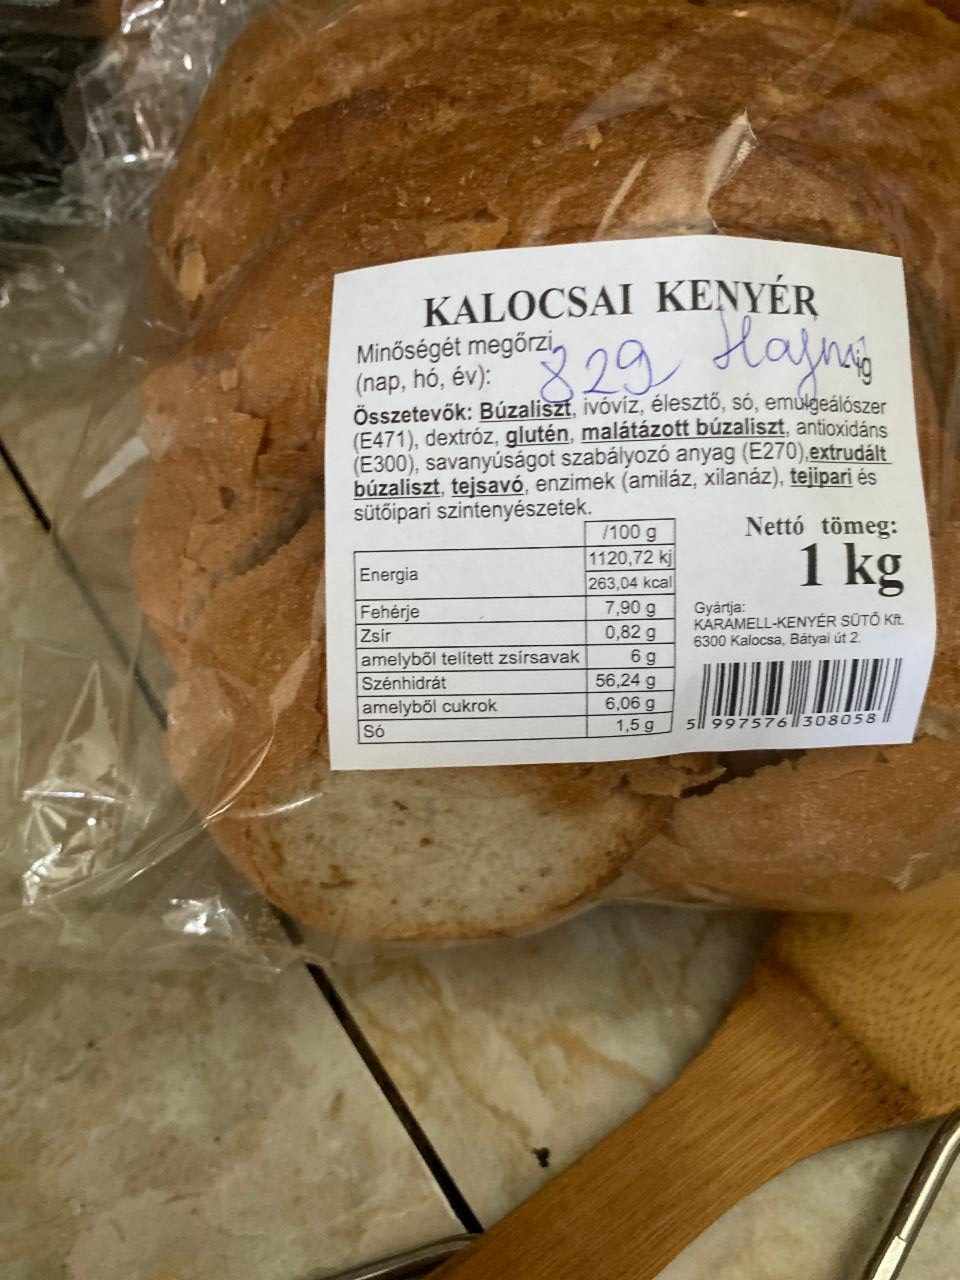 KALOCSAI KENYÉR
Minőségét megőrzi
(nap, hó, év): 829 Hajni ig
Összetevők: Búzaliszt, ivóvíz, élesztő, só, emulgeálószer
(E471), dextróz, glutén, malátázott búzaliszt, antioxidáns
(E300), savanyúságot szabályozó anyag (E270),extrudált
búzaliszt, tejsavó, enzimek (amiláz, xilanáz), tejipari és
sütőipari szintenyészetek.
/100 g
Energia 1120,72 kj
263,04 kcal
Fehérje 7,90 g
Zsír 0,82 g
amelyből telített zsírsavak 6 g
Szénhidrát 56,24 g
amelyből cukrok 6,06 g
Só 1,5 g
Nettó tömeg:
1 kg
Gyártja:
KARAMELL-KENYÉR SÜTŐ Kft.
6300 Kalocsa, Bátyai út 2.
5 997576 308058